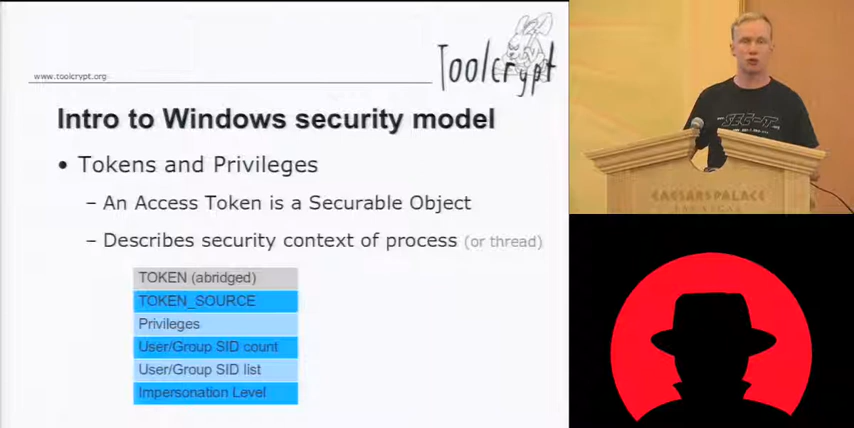 www.toolcrypt.org
Toolcrypt
Intro to Windows security model
• Tokens and Privileges
– An Access Token is a Securable Object
– Describes security context of process (or thread)
TOKEN (abridged)
TOKEN_SOURCE
Privileges
User/Group SID count
User/Group SID list
Impersonation Level
SEC-T
CAESARS PALACE